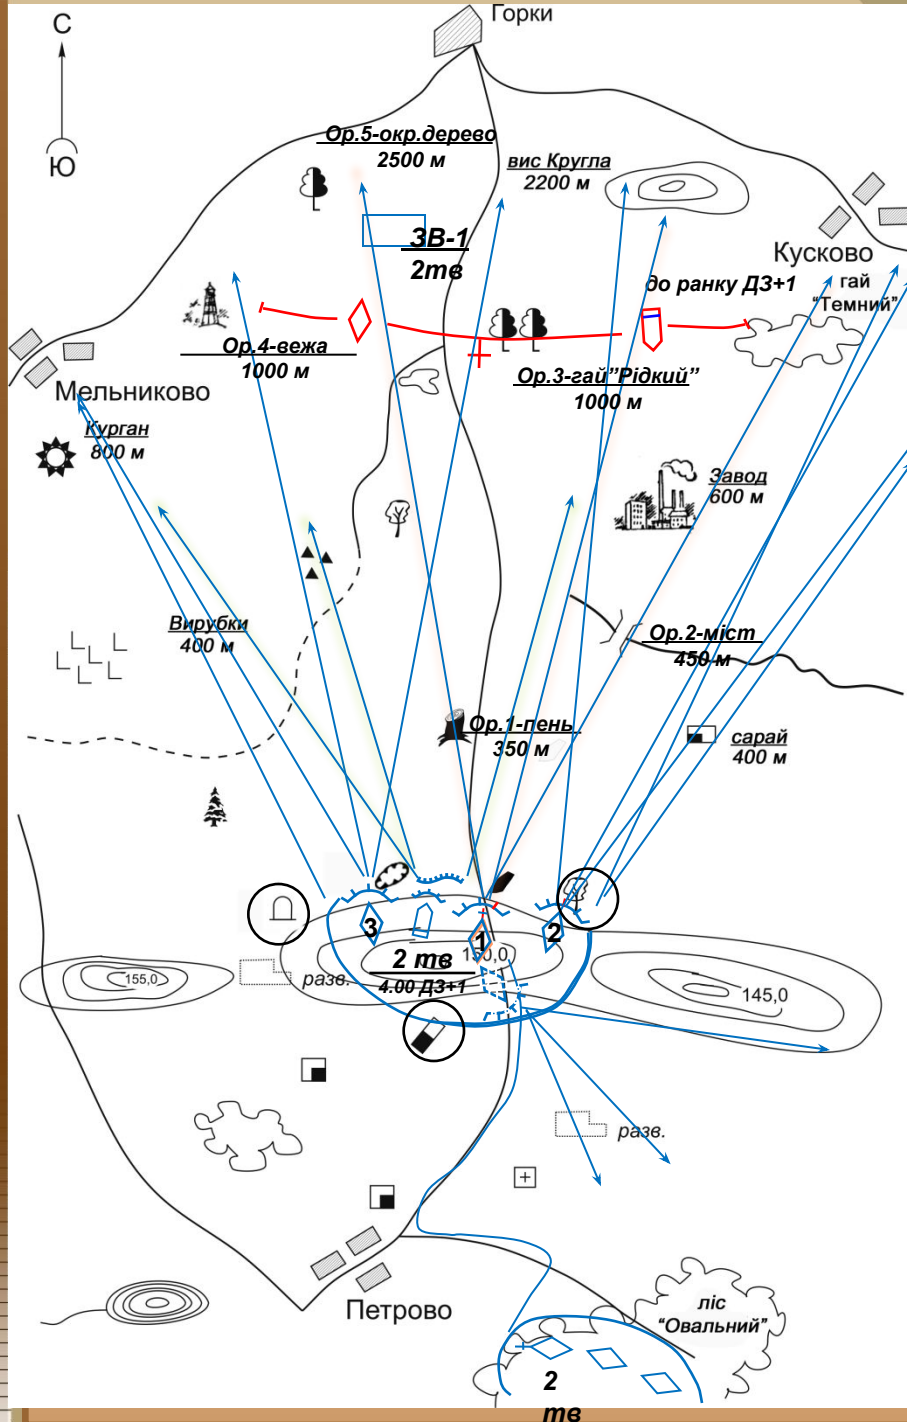 С
Ю
Горки
Ор.5-окр.дерево
2500 м
вис Кругла
2200 м
ЗВ-1
2тв
Кусково
гай
“Темний”
до ранку ДЗ+1
Ор.4-вежа
1000 м
Ор.3-гай”Рідкий”
1000 м
Мельниково
Курган
800 м
Завод
600 м
Вирубки
400 м
Ор.2-міст
450 м
Ор.1-пень
350 м
сарай
400 м
3
1
2
2 тв
4.00 ДЗ+1
155,0
разв.
145,0
разв.
Петрово
ліс
“Овальний”
2
тв